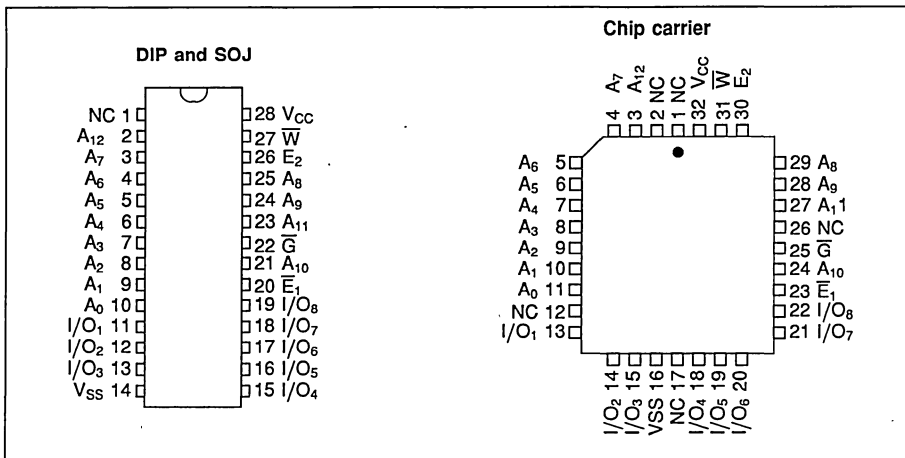 DIP and SOJ
NC 1
A₁₂ 2
A₇ 3
A₆ 4
A₅ 5
A₄ 6
A₃ 7
A₂ 8
A₁ 9
A₀ 10
I/O₁ 11
I/O₂ 12
I/O₃ 13
VSS 14
28 VCC
27 W̅
26 E₂
25 A₈
24 A₉
23 A₁₁
22 G̅
21 A₁₀
20 E̅₁
19 I/O₈
18 I/O₇
17 I/O₆
16 I/O₅
15 I/O₄
Chip carrier
4 A₇
3 A₁₂
2 NC
1 NC
32 VCC
31 W̅
30 E₂
A₆ 5
A₅ 6
A₄ 7
A₃ 8
A₂ 9
A₁ 10
A₀ 11
NC 12
I/O₁ 13
29 A₈
28 A₉
27 A₁1
26 NC
25 G̅
24 A₁₀
23 E̅₁
22 I/O₈
21 I/O₇
I/O₂ 14
I/O₃ 15
VSS 16
NC 17
I/O₄ 18
I/O₅ 19
I/O₆ 20